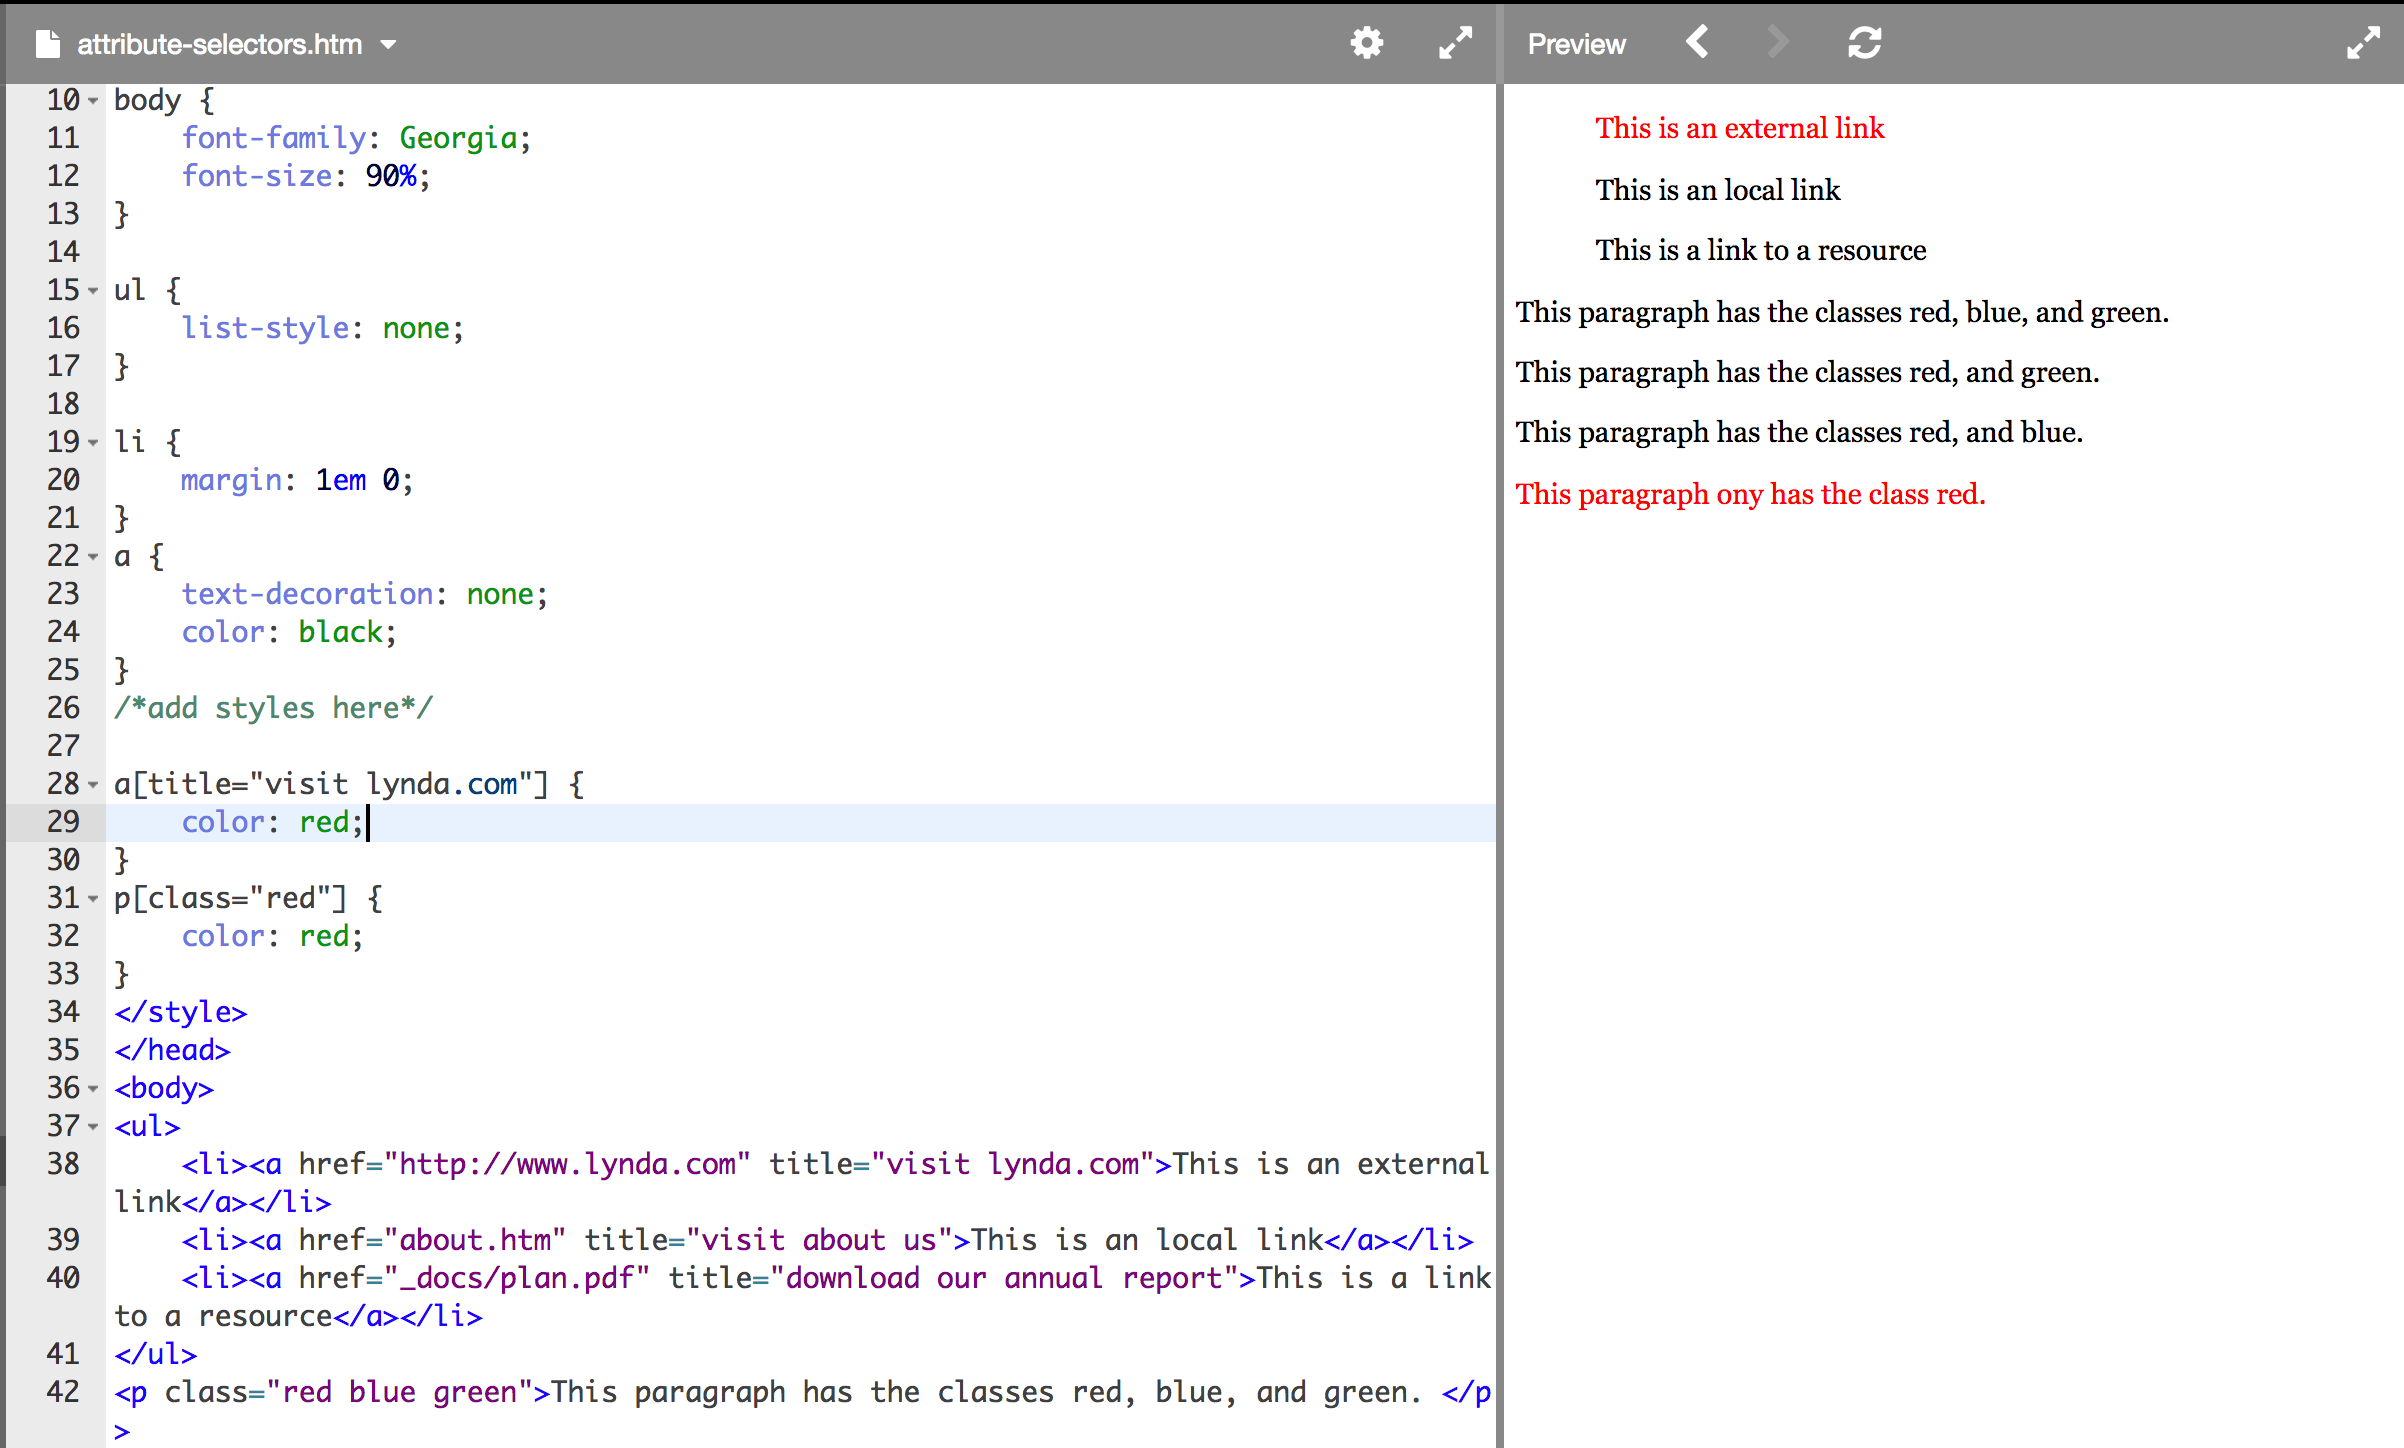 attribute-selectors.htm
Preview
10 body {
11     font-family: Georgia;
12     font-size: 90%;
13 }
14
15 ul {
16     list-style: none;
17 }
18
19 li {
20     margin: 1em 0;
21 }
22 a {
23     text-decoration: none;
24     color: black;
25 }
26 /*add styles here*/
27
28 a[title="visit lynda.com"] {
29     color: red;
30 }
31 p[class="red"] {
32     color: red;
33 }
34 </style>
35 </head>
36 <body>
37 <ul>
38     <li><a href="http://www.lynda.com" title="visit lynda.com">This is an external
link</a></li>
39     <li><a href="about.htm" title="visit about us">This is an local link</a></li>
40     <li><a href="_docs/plan.pdf" title="download our annual report">This is a link
to a resource</a></li>
41 </ul>
42 <p class="red blue green">This paragraph has the classes red, blue, and green. </p
>
This is an external link
This is an local link
This is a link to a resource
This paragraph has the classes red, blue, and green.
This paragraph has the classes red, and green.
This paragraph has the classes red, and blue.
This paragraph ony has the class red.